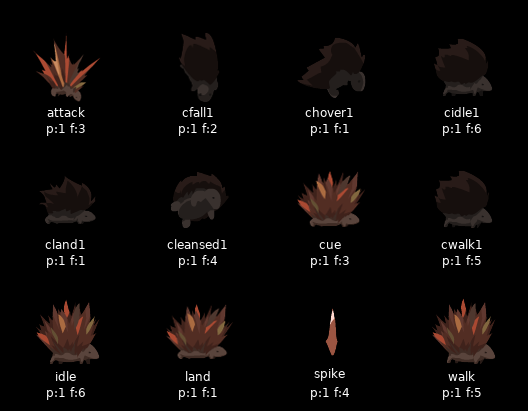 attack
p:1 f:3
cfall1
p:1 f:2
chover1
p:1 f:1
cidle1
p:1 f:6
cland1
p:1 f:1
cleansed1
p:1 f:4
cue
p:1 f:3
cwalk1
p:1 f:5
idle
p:1 f:6
land
p:1 f:1
spike
p:1 f:4
walk
p:1 f:5